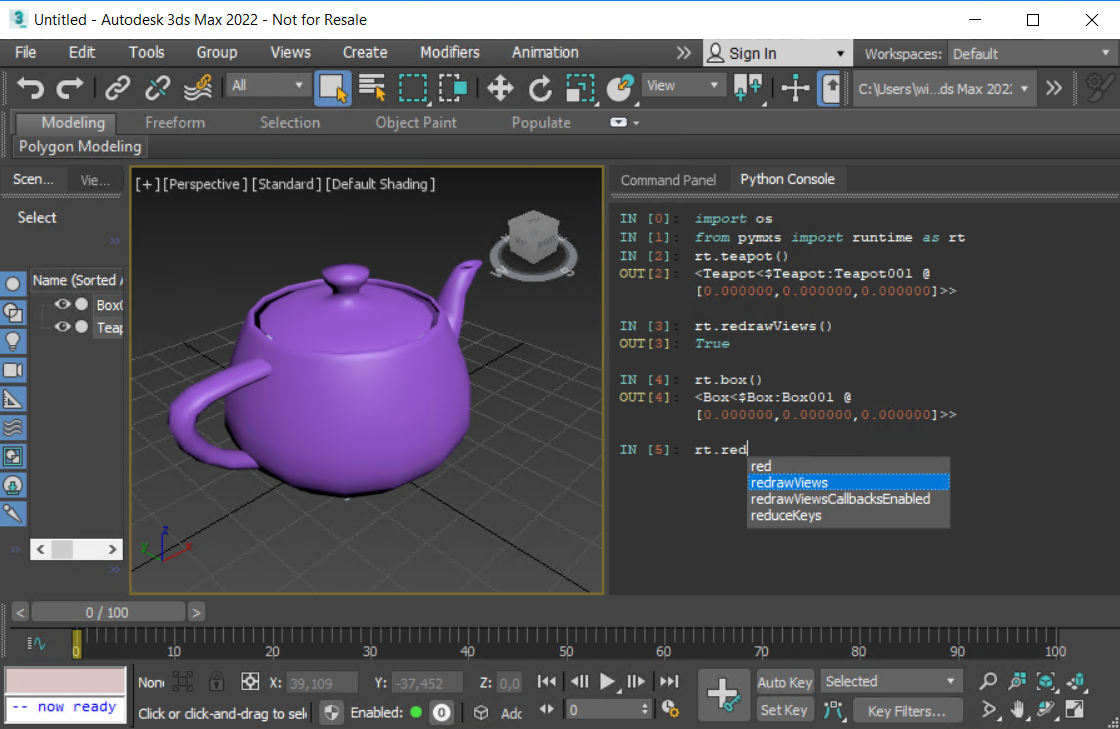 Untitled - Autodesk 3ds Max 2022 - Not for Resale
File Edit Tools Group Views Create Modifiers Animation Sign In Workspaces: Default
All View C:\Users\wi...ds Max 202
Modeling Freeform Selection Object Paint Populate
Polygon Modeling
Scen... Vie...
[+][Perspective][Standard][Default Shading]
Command Panel Python Console
Select
Name (Sorted A
Box0
Teap
IN [0]: import os
IN [1]: from pymxs import runtime as rt
IN [2]: rt.teapot()
OUT[2]: <Teapot<$Teapot:Teapot001 @
[0.000000,0.000000,0.000000]>>
IN [3]: rt.redrawViews()
OUT[3]: True
IN [4]: rt.box()
OUT[4]: <Box<$Box:Box001 @
[0.000000,0.000000,0.000000]>>
IN [5]: rt.red
red
redrawViews
redrawViewsCallbacksEnabled
reduceKeys
z
x
y
< 0 / 100 >
0 10 20 30 40 50 60 70 80 90 100
None X: 39,109 Y: -37,452 Z: 0,0 Auto Key Selected
-- now ready
Click or click-and-drag to sel Enabled: 0 Add 0 Set Key Key Filters...